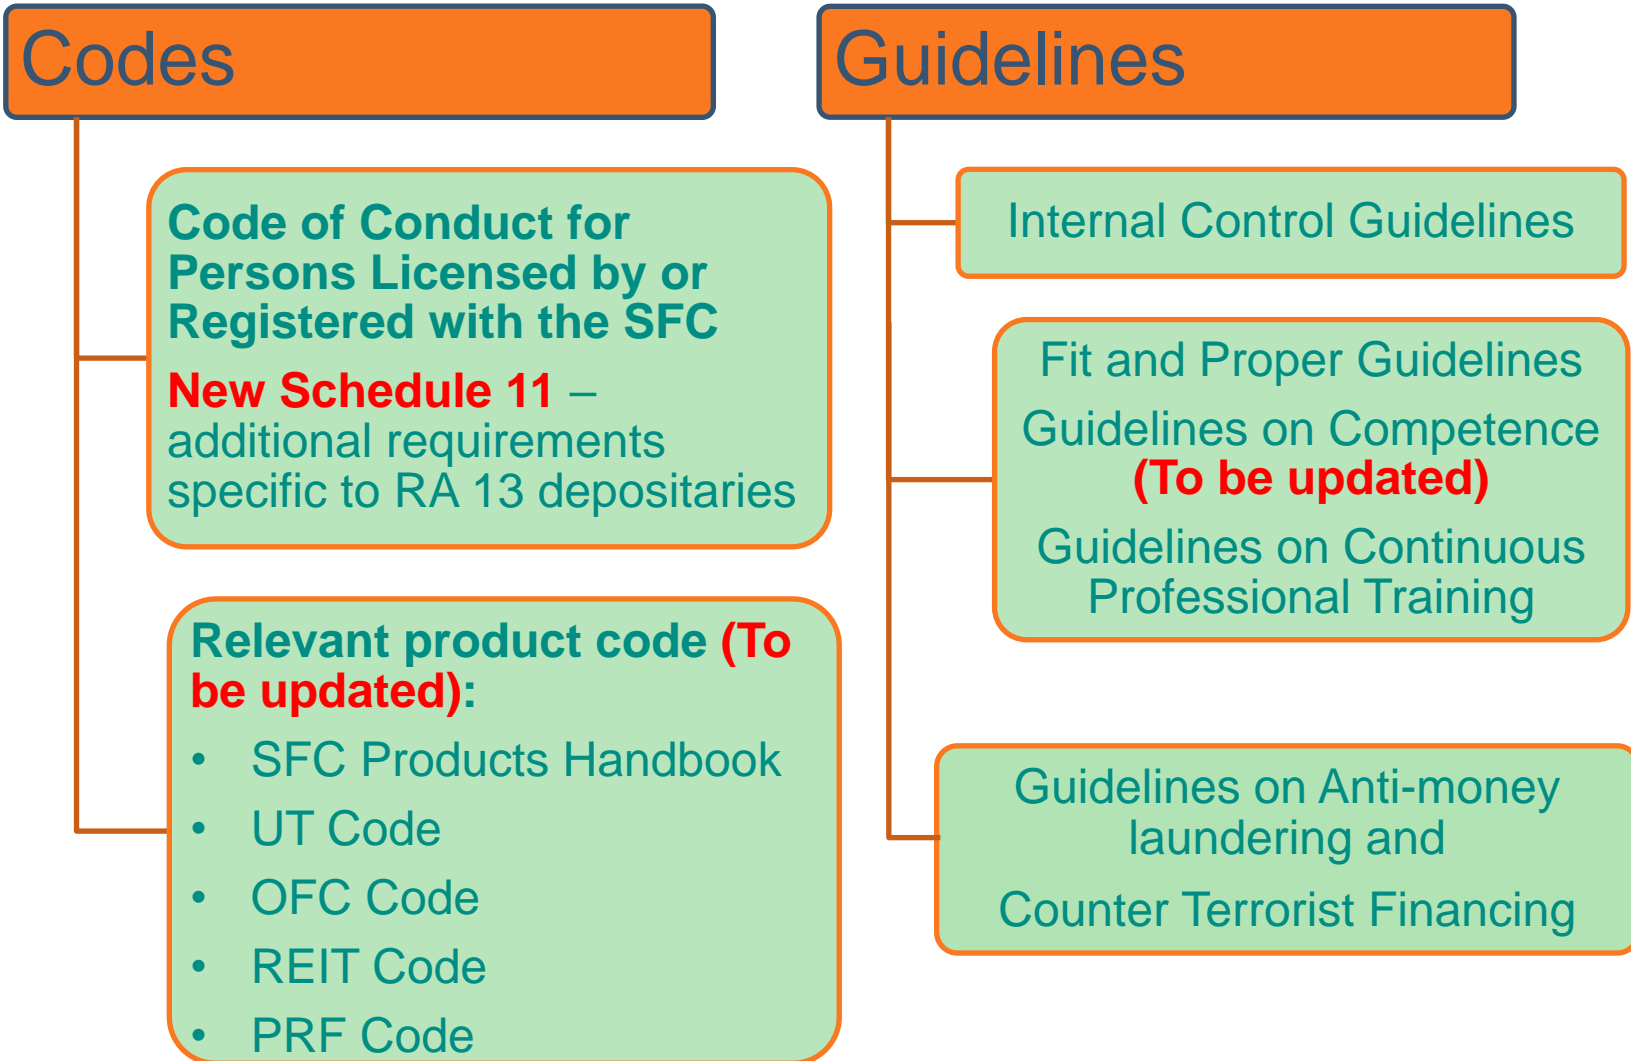 Codes
Code of Conduct for
Persons Licensed by or
Registered with the SFC
New Schedule 11 –
additional requirements
specific to RA 13 depositaries
Relevant product code (To
be updated):
• SFC Products Handbook
• UT Code
• OFC Code
• REIT Code
• PRF Code
Guidelines
Internal Control Guidelines
Fit and Proper Guidelines
Guidelines on Competence
(To be updated)
Guidelines on Continuous
Professional Training
Guidelines on Anti-money
laundering and
Counter Terrorist Financing